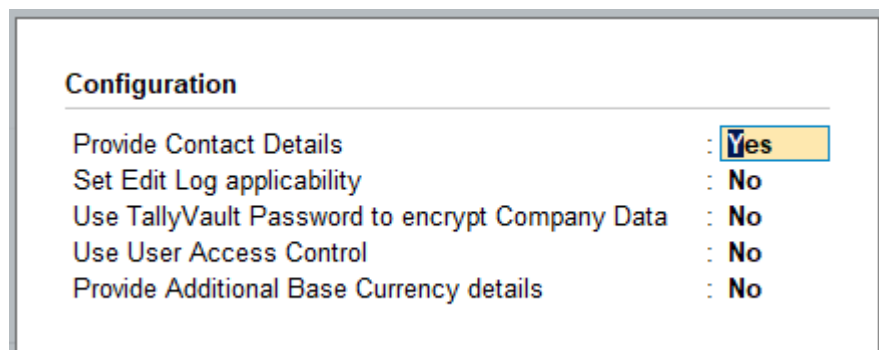 Configuration
Provide Contact Details : Yes
Set Edit Log applicability : No
Use TallyVault Password to encrypt Company Data : No
Use User Access Control : No
Provide Additional Base Currency details : No